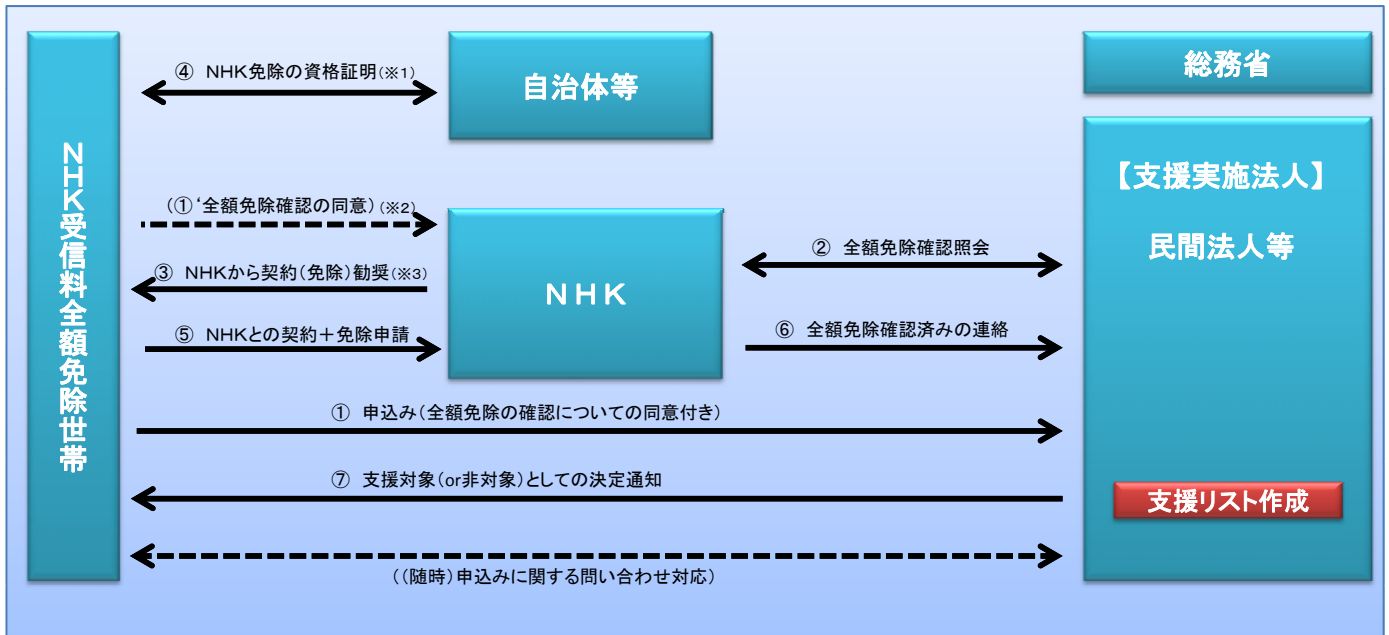 ④ NHK免除の資格証明(※1)
自治体等
総務省
NHK受信料全額免除世帯
【支援実施法人】
民間法人等
(①‘全額免除確認の同意)(※2)
② 全額免除確認照会
③ NHKから契約(免除)勧奨(※3)
NHK
⑤ NHKとの契約+免除申請
⑥ 全額免除確認済みの連絡
① 申込み(全額免除の確認についての同意付き)
⑦ 支援対象(or非対象)としての決定通知
支援リスト作成
((随時)申込みに関する問い合わせ対応)